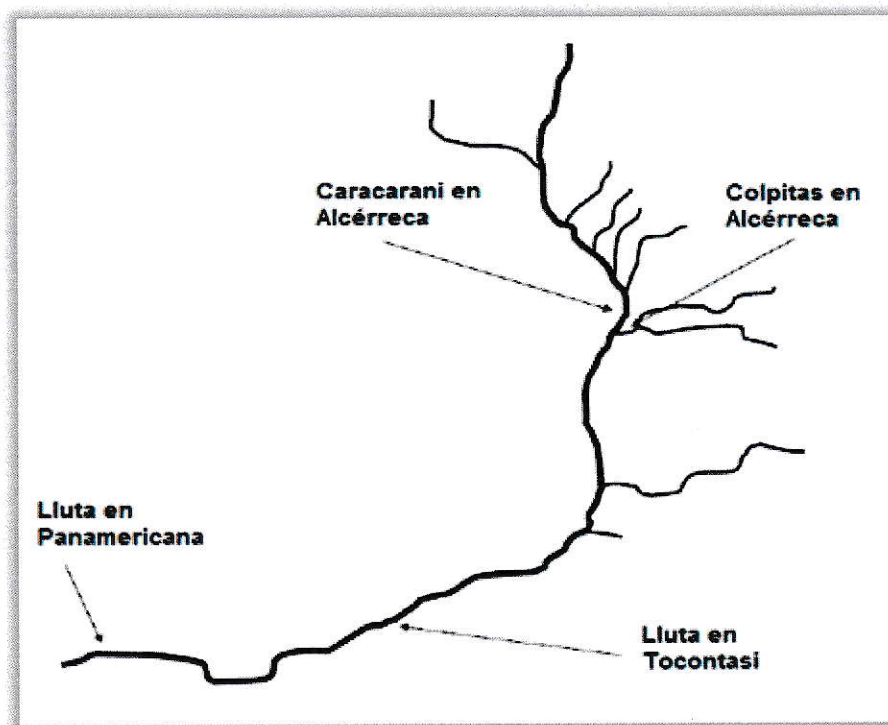 Caracarani en
Alcérreca
Colpitas en
Alcérreca
Lluta en
Panamericana
Lluta en
Tocontasi